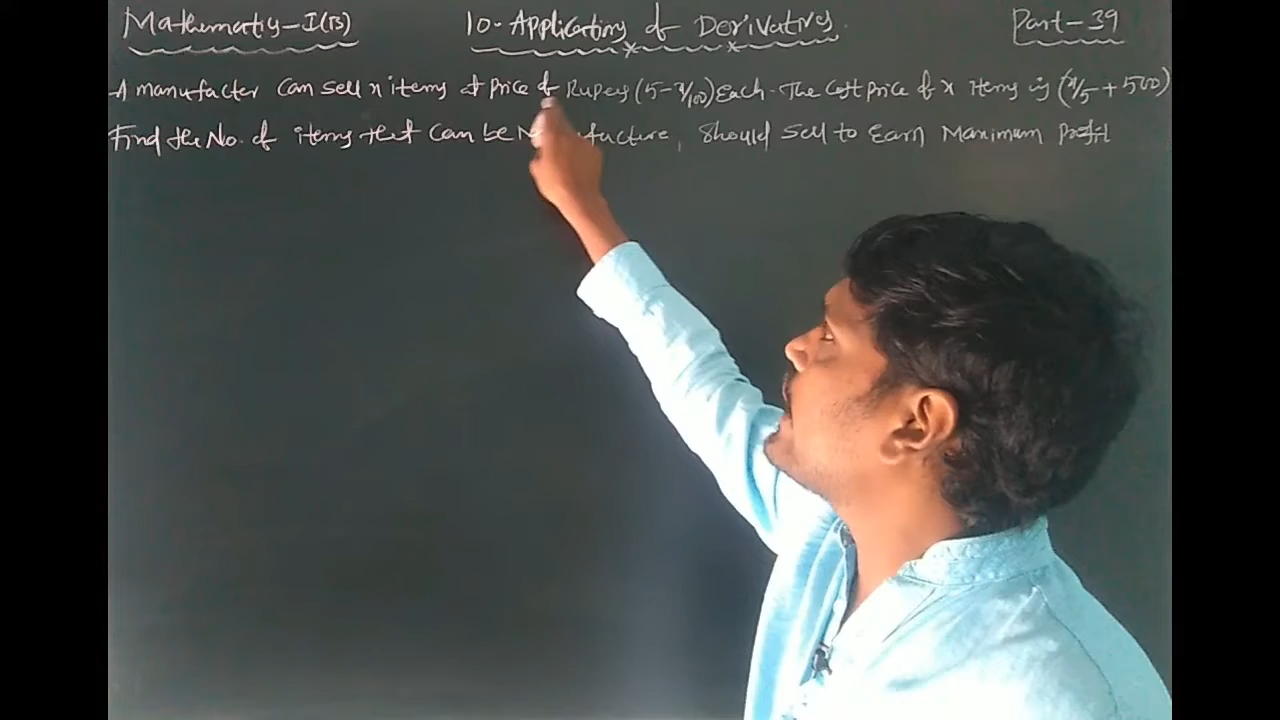 Mathematics-I(B) 10. Applications of Derivatives. Part-39
A manufacter Can sell x items at price of Rupees (5-x/100) Each. The Cost price of x items is (x/5 + 500)
Find the No. of items that Can be facture, Should Sell to Earn Maximum Profit